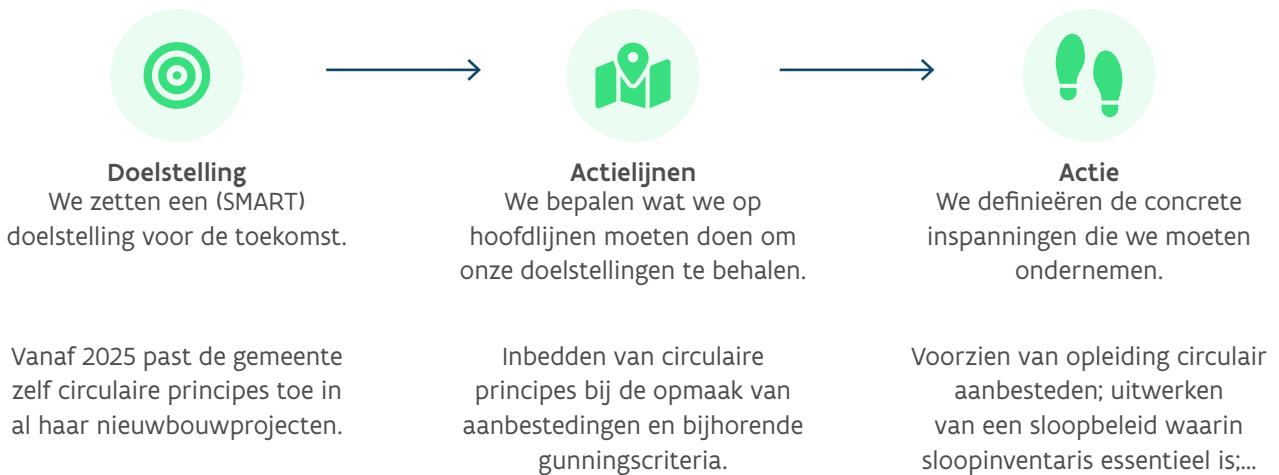 Doelstelling
We zetten een (SMART)
doelstelling voor de toekomst.
Vanaf 2025 past de gemeente
zelf circulaire principes toe in
al haar nieuwbouwprojecten.
Actielijnen
We bepalen wat we op
hoofdlijnen moeten doen om
onze doelstellingen te behalen.
Inbedden van circulaire
principes bij de opmaak van
aanbestedingen en bijhorende
gunningscriteria.
Actie
We definieëren de concrete
inspanningen die we moeten
ondernemen.
Voorzien van opleiding circulair
aanbesteden; uitwerken
van een sloopbeleid waarin
sloopinventaris essentieel is;...